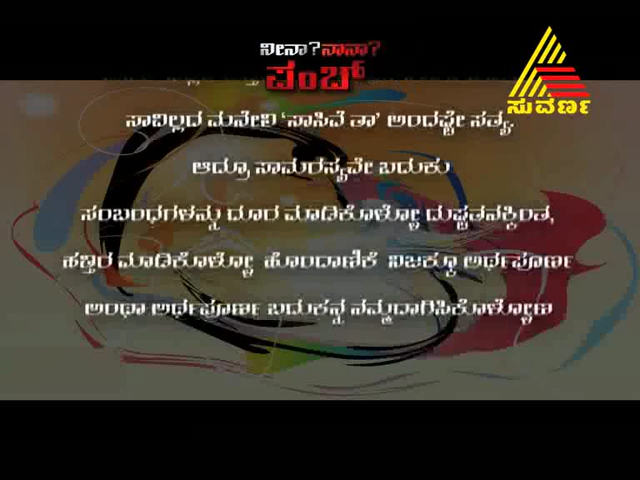 ನೀನಾ? ನಾನಾ?
ಪಂಚ್
ಸುವರ್ಣ
ಸಾವಿಲ್ಲದ ಮನೇಲಿ 'ಸಾಸಿವೆ ತಾ' ಅಂದಷ್ಟೇ ಸತ್ಯ.
ಆದ್ರೂ ಸಾಮರಸ್ಯವೇ ಬದುಕು
ಸಂಬಂಧಗಳನ್ನು ದೂರ ಮಾಡಿಕೊಳ್ಳೋ ದುಷ್ಟತನಕ್ಕಿಂತ,
ಹತ್ತಿರ ಮಾಡಿಕೊಳ್ಳೋ ಹೊಂದಾಣಿಕೆ ನಿಜಕ್ಕೂ ಅರ್ಥಪೂರ್ಣ
ಅಂಥಾ ಅರ್ಥಪೂರ್ಣ ಬದುಕನ್ನ ನಮ್ಮದಾಗಿಸಿಕೊಳ್ಳೋಣ